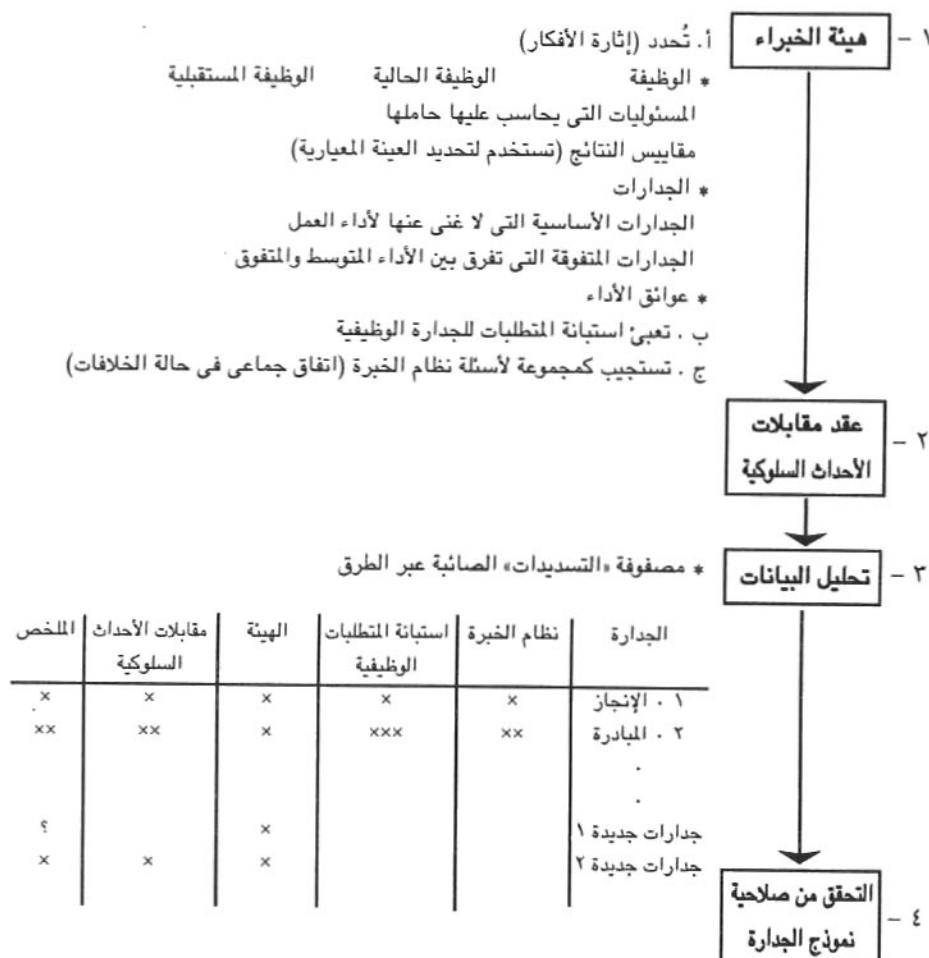 ١ - هيئة الخبراء
أ. تُحدد (إثارة الأفكار)
* الوظيفة الوظيفة الحالية الوظيفة المستقبلية
المسئوليات التى يحاسب عليها حاملها
مقاييس النتائج (تستخدم لتحديد العينة المعيارية)
* الجدارات
الجدارات الأساسية التى لا غنى عنها لأداء العمل
الجدارات المتفوقة التى تفرق بين الأداء المتوسط والمتفوق
* عوائق الأداء
ب . تعبئ استبانة المتطلبات للجدارة الوظيفية
ج . تستجيب كمجموعة لأسئلة نظام الخبرة (اتفاق جماعى فى حالة الخلافات)
٢ - عقد مقابلات
الأحداث السلوكية
٣ - تحليل البيانات
* مصفوفة «التسديدات» الصائبة عبر الطرق
الجدارة نظام الخبرة استبانة المتطلبات الهيئة مقابلات الأحداث الملخص
الوظيفية السلوكية
١ . الإنجاز × × × × ×
٢ . المبادرة ×× ××× × ×× ××
.
.
جدارات جديدة ١ × ؟
جدارات جديدة ٢ × × ×
٤ - التحقق من صلاحية
نموذج الجدارة